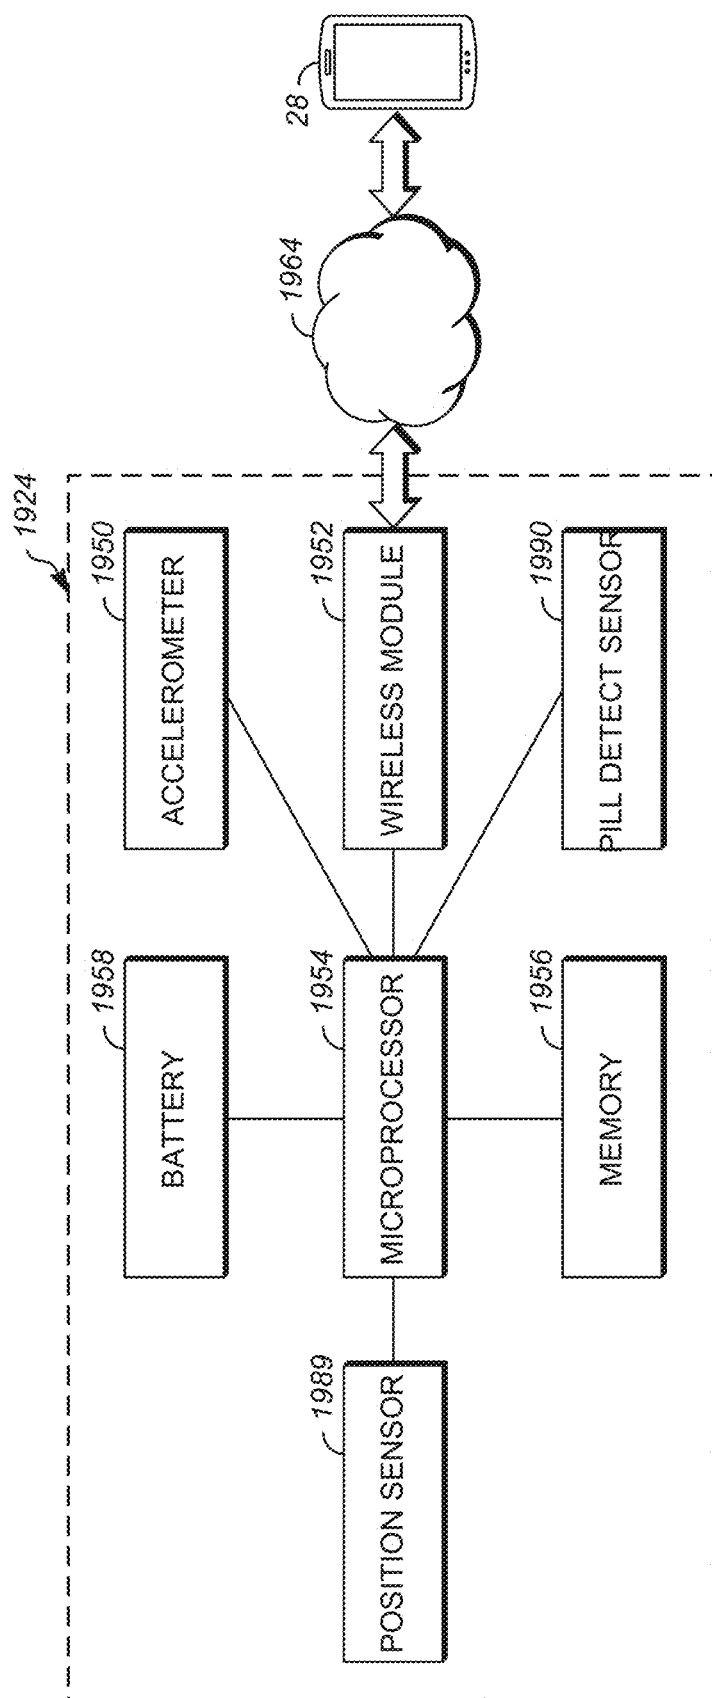 1924
1958
BATTERY
1950
ACCELEROMETER
1989
POSITION SENSOR
1954
MICROPROCESSOR
1952
WIRELESS MODULE
1964
28
1956
MEMORY
1990
PILL DETECT SENSOR